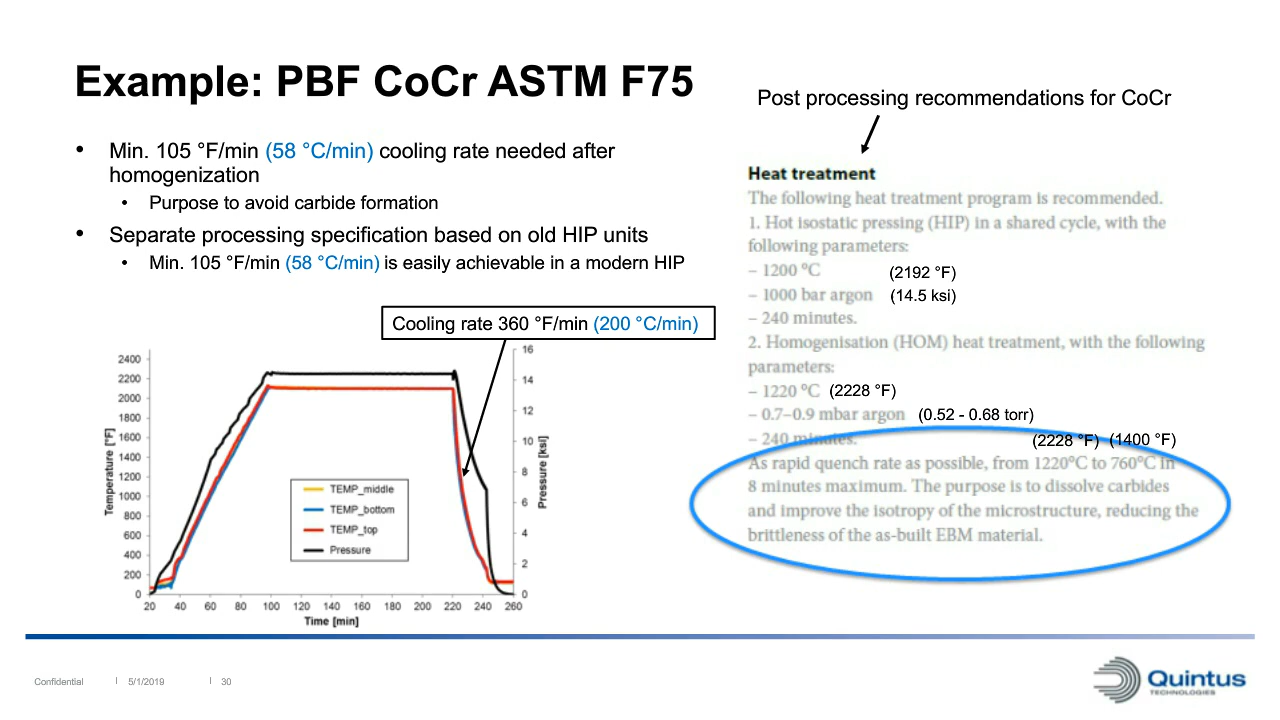 Example: PBF CoCr ASTM F75
• Min. 105 °F/min (58 °C/min) cooling rate needed after
homogenization
• Purpose to avoid carbide formation
• Separate processing specification based on old HIP units
• Min. 105 °F/min (58 °C/min) is easily achievable in a modern HIP
Cooling rate 360 °F/min (200 °C/min)
2400
2200
2000
1800
1600
1400
1200
1000
800
600
400
200
0
Temperature [°F]
16
14
12
10
8
6
4
2
0
Pressure [ksi]
TEMP_middle
TEMP_bottom
TEMP_top
Pressure
20 40 60 80 100 120 140 160 180 200 220 240 260
Time [min]
Post processing recommendations for CoCr
Heat treatment
The following heat treatment program is recommended.
1. Hot isostatic pressing (HIP) in a shared cycle, with the
following parameters:
– 1200 °C (2192 °F)
– 1000 bar argon (14.5 ksi)
– 240 minutes.
2. Homogenisation (HOM) heat treatment, with the following
parameters:
– 1220 °C (2228 °F)
– 0.7–0.9 mbar argon (0.52 - 0.68 torr)
– 240 minutes. (2228 °F) (1400 °F)
As rapid quench rate as possible, from 1220°C to 760°C in
8 minutes maximum. The purpose is to dissolve carbides
and improve the isotropy of the microstructure, reducing the
brittleness of the as-built EBM material.
Confidential | 5/1/2019 | 30
Quintus
TECHNOLOGIES